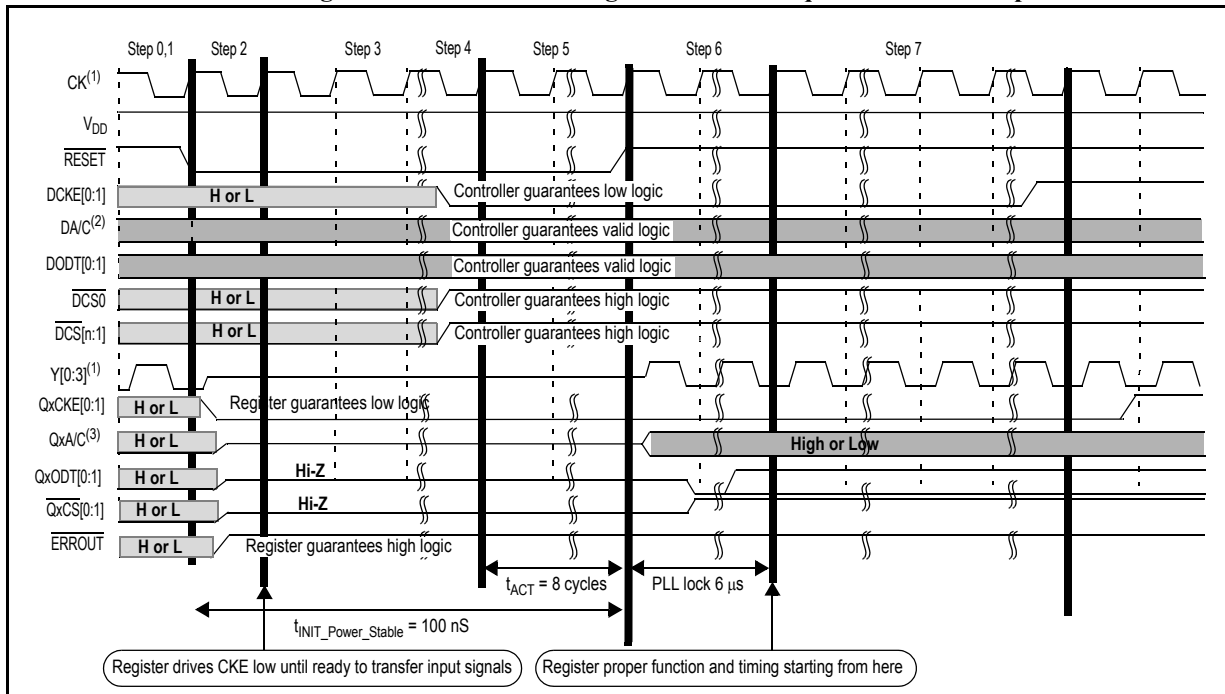 Step 0,1 Step 2 Step 3 Step 4 Step 5 Step 6 Step 7
CK(1)
VDD
RESET
DCKE[0:1] H or L Controller guarantees low logic
DA/C(2) Controller guarantees valid logic
DODT[0:1] Controller guarantees valid logic
DCS0 H or L Controller guarantees high logic
DCS[n:1] H or L Controller guarantees high logic
Y[0:3](1)
QxCKE[0:1] H or L Register guarantees low logic
QxA/C(3) H or L High or Low
QxODT[0:1] H or L Hi-Z
QxCS[0:1] H or L Hi-Z
ERROUT H or L Register guarantees high logic
tACT = 8 cycles PLL lock 6 μs
tINIT_Power_Stable = 100 nS
Register drives CKE low until ready to transfer input signals Register proper function and timing starting from here